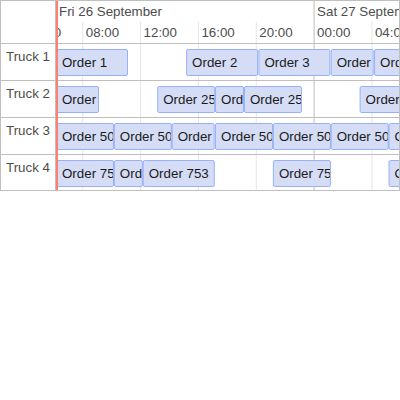 Fri 26 September Sat 27 Septem
08:00 12:00 16:00 20:00 00:00 04:0
Truck 1 Order 1 Order 2 Order 3 Order Ord
Truck 2 Order Order 25 Ord Order 25 Order
Truck 3 Order 50 Order 50 Order Order 50 Order 50 Order 50
Truck 4 Order 75 Ord Order 753 Order 75